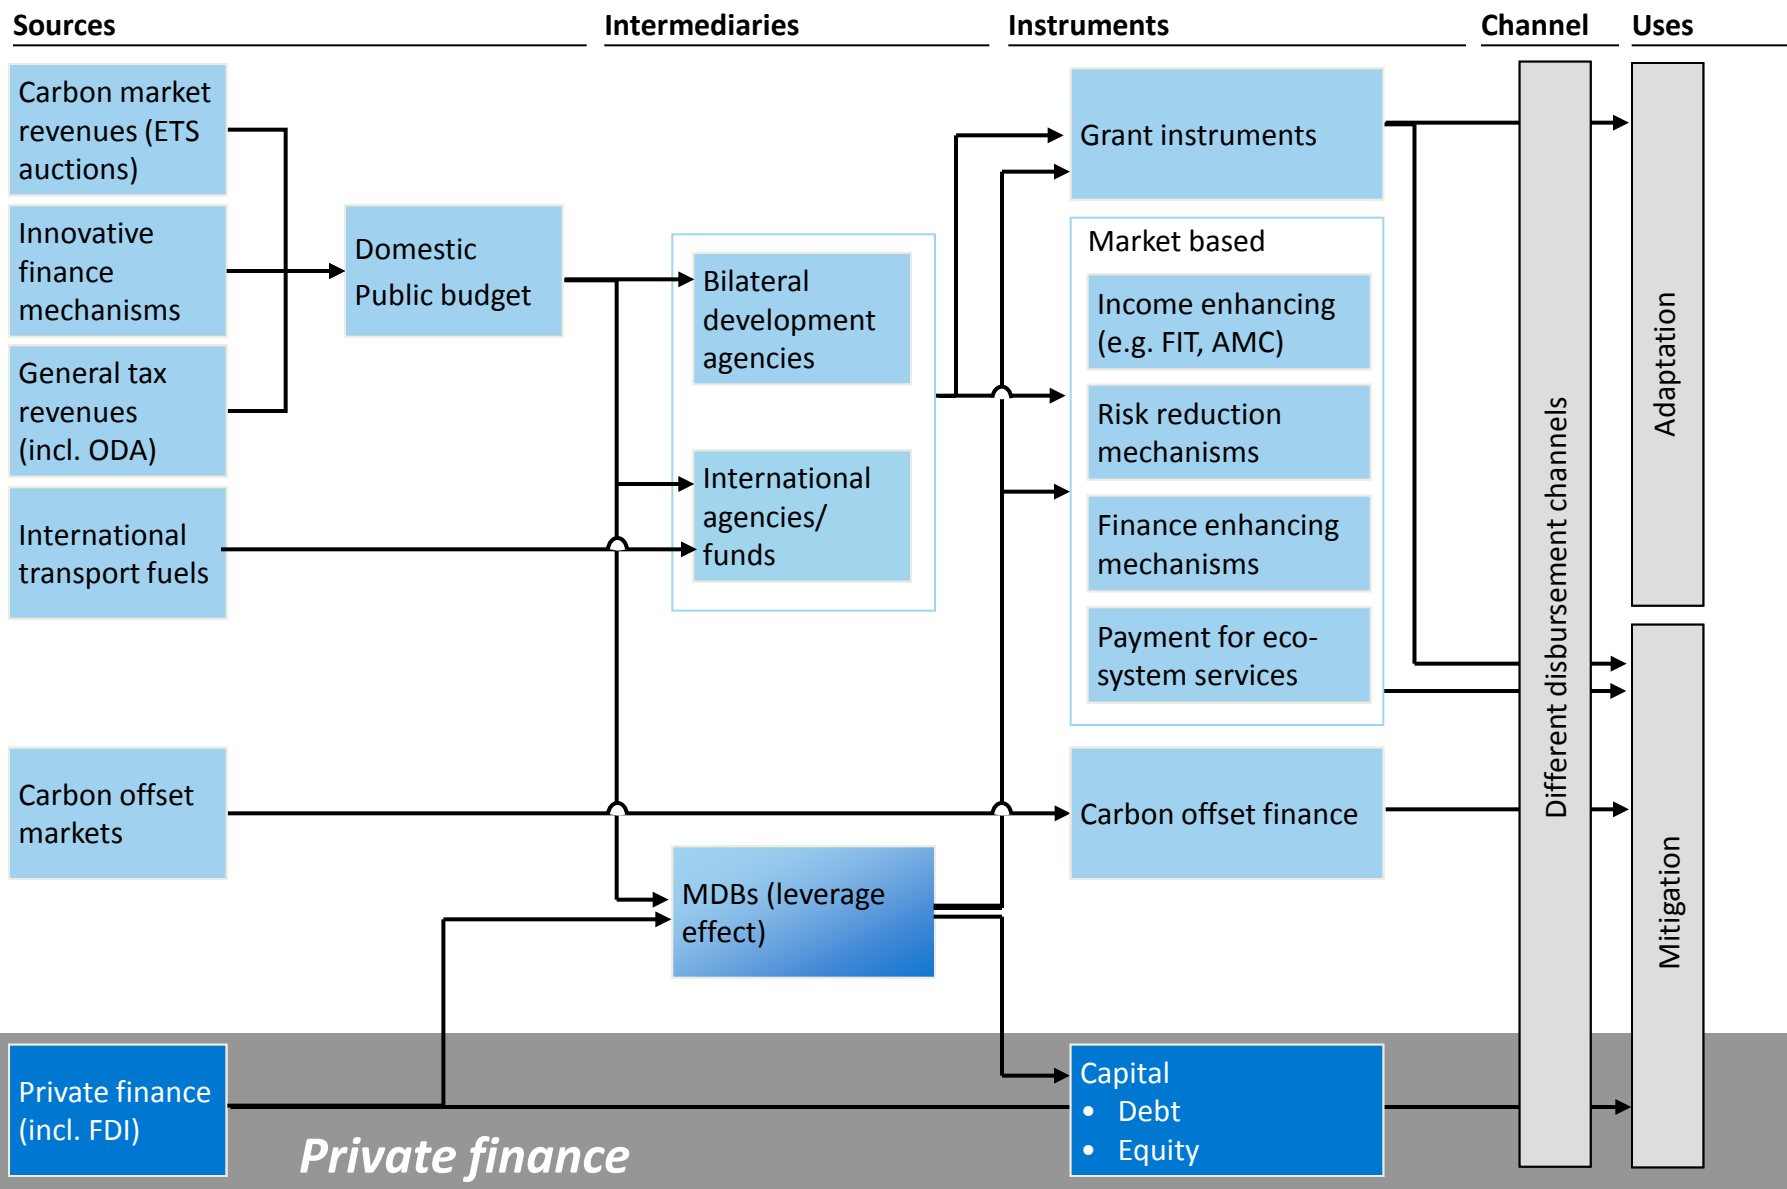 Sources
Intermediaries
Instruments
Channel
Uses
Carbon market
revenues (ETS
auctions)
Innovative
finance
mechanisms
General tax
revenues
(incl. ODA)
International
transport fuels
Carbon offset
markets
Private finance
(incl. FDI)
Domestic
Public budget
Bilateral
development
agencies
International
agencies/
funds
MDBs (leverage
effect)
Grant instruments
Market based
Income enhancing
(e.g. FIT, AMC)
Risk reduction
mechanisms
Finance enhancing
mechanisms
Payment for eco-
system services
Carbon offset finance
Capital
• Debt
• Equity
Different disbursement channels
Adaptation
Mitigation
Private finance